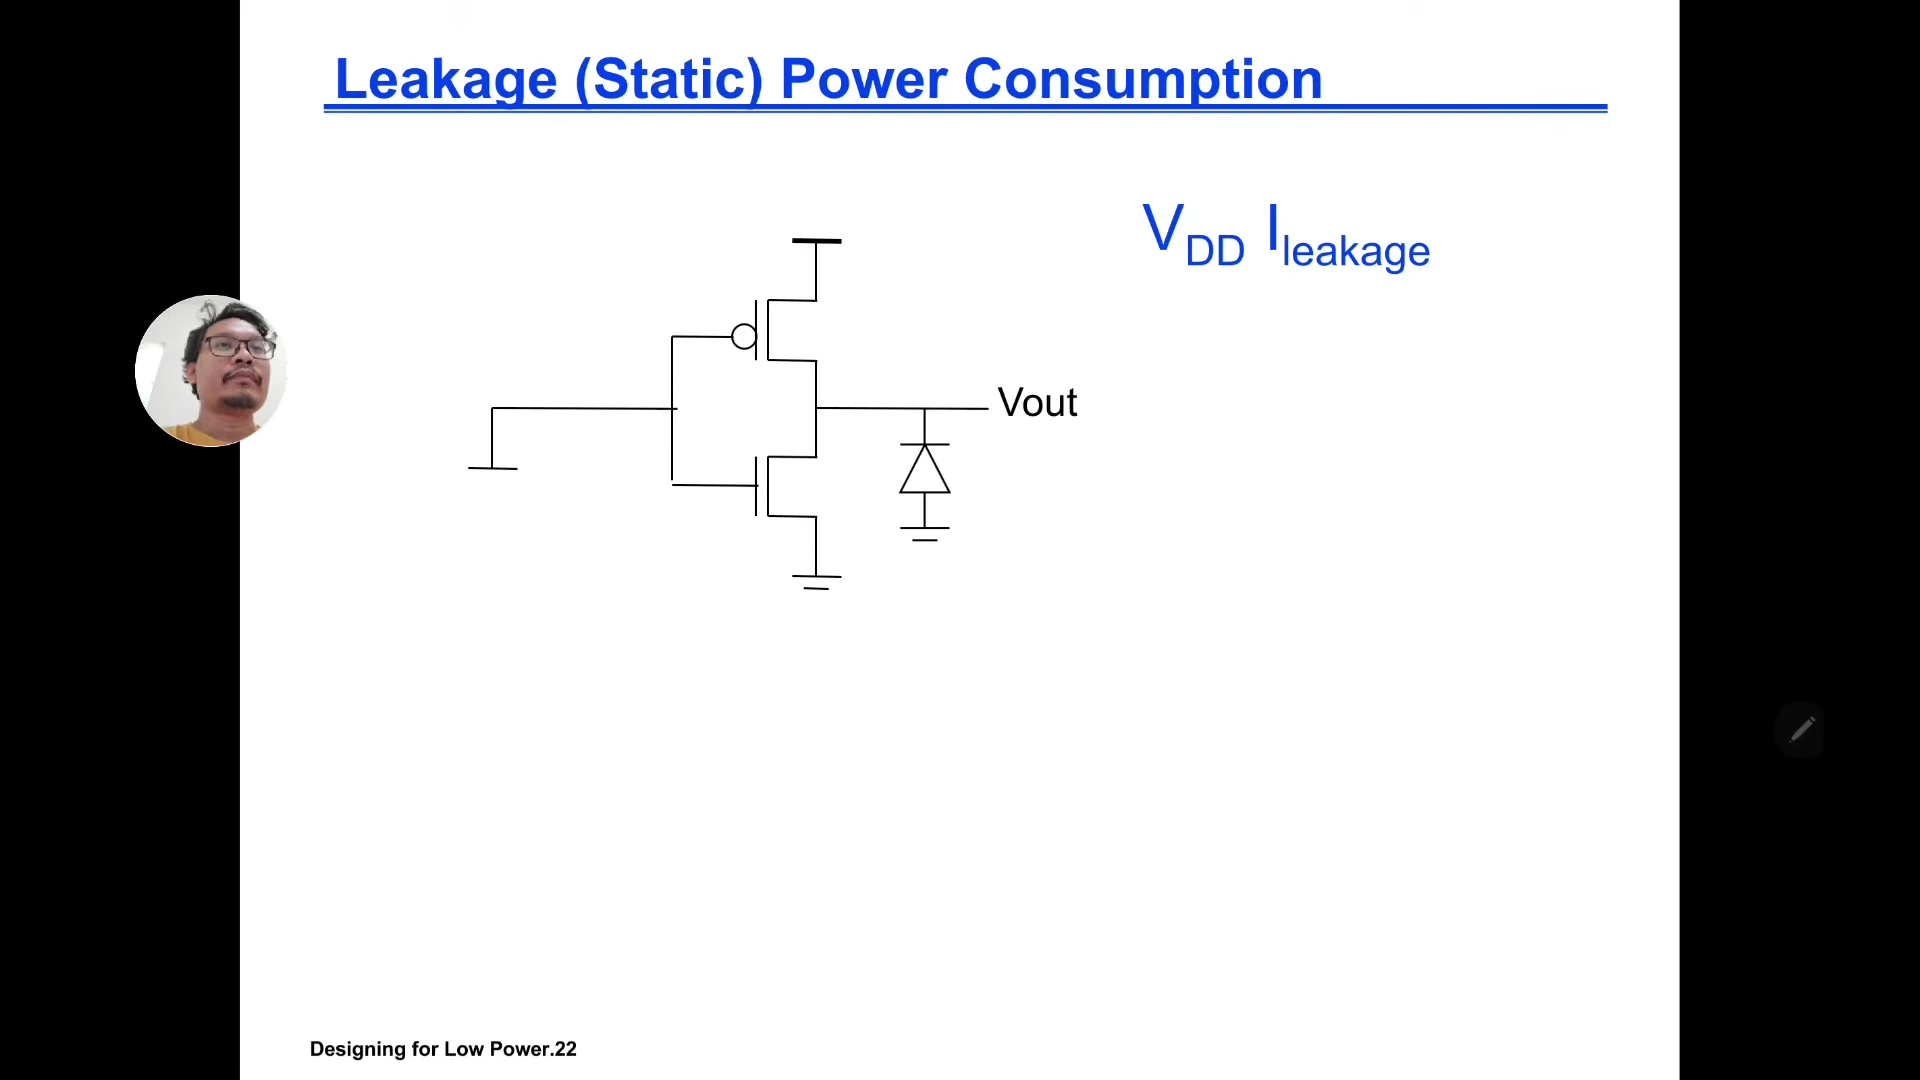 Leakage (Static) Power Consumption
VDD Ileakage
Vout
Designing for Low Power.22